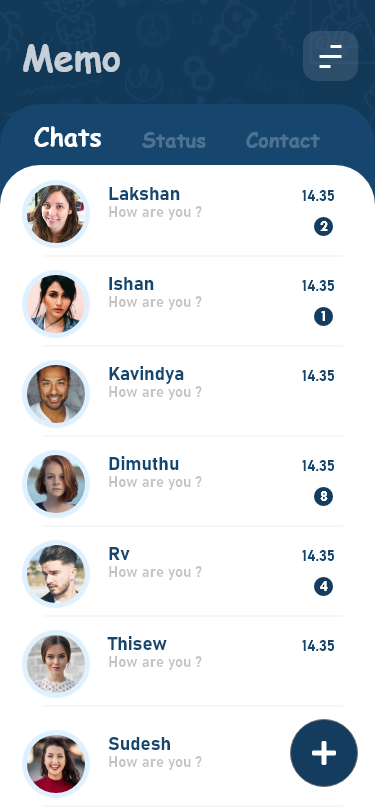 Memo
Chats Status Contact
Lakshan 14.35
How are you ?
2
Ishan 14.35
How are you ?
1
Kavindya 14.35
How are you ?
Dimuthu 14.35
How are you ?
8
Rv 14.35
How are you ?
4
Thisew 14.35
How are you ?
Sudesh
How are you ?